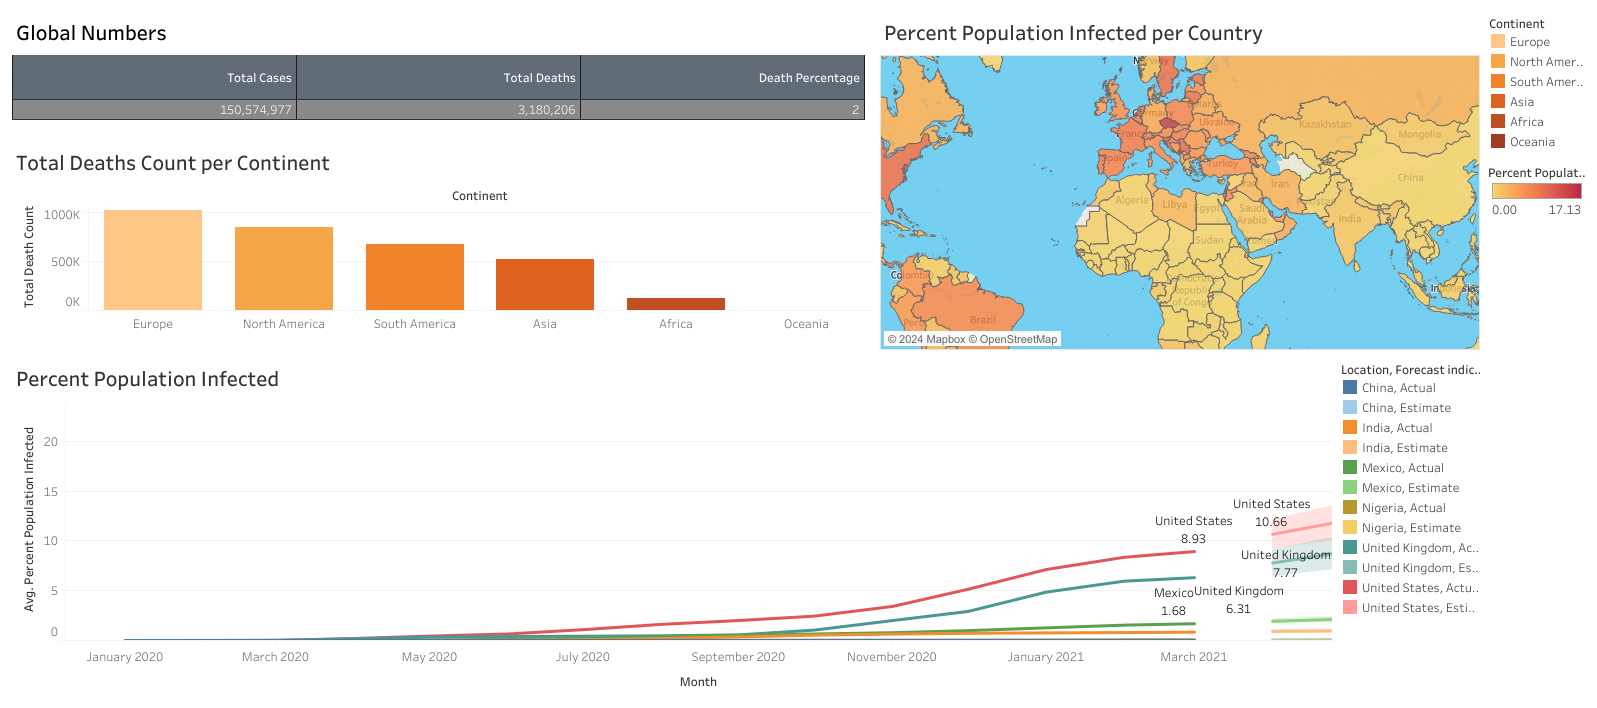 Global Numbers
Total Cases Total Deaths Death Percentage
150,574,977 3,180,206 2
Total Deaths Count per Continent
Continent
Total Death Count
1000K
500K
0K
Europe North America South America Asia Africa Oceania
Percent Population Infected per Country
Norway
Belarus
Germany
Ukraine
France
Spain
Turkey
Kazakhstan
Mongolia
China
Iraq
Iran
Pakistan
Algeria
Libya
Egypt
Saudi
Arabia
India
Sudan
Yemen
Democratic
Republic
of Congo
Colombia
Peru
Brazil
Indonesia
© 2024 Mapbox © OpenStreetMap
Continent
Europe
North Amer..
South Amer..
Asia
Africa
Oceania
Percent Populat..
0.00 17.13
Percent Population Infected
Avg. Percent Population Infected
20
15
10
5
0
United States
10.66
United States
8.93
United Kingdom
7.77
Mexico
1.68
United Kingdom
6.31
January 2020 March 2020 May 2020 July 2020 September 2020 November 2020 January 2021 March 2021
Month
Location, Forecast indic..
China, Actual
China, Estimate
India, Actual
India, Estimate
Mexico, Actual
Mexico, Estimate
Nigeria, Actual
Nigeria, Estimate
United Kingdom, Ac..
United Kingdom, Es..
United States, Actu..
United States, Esti..